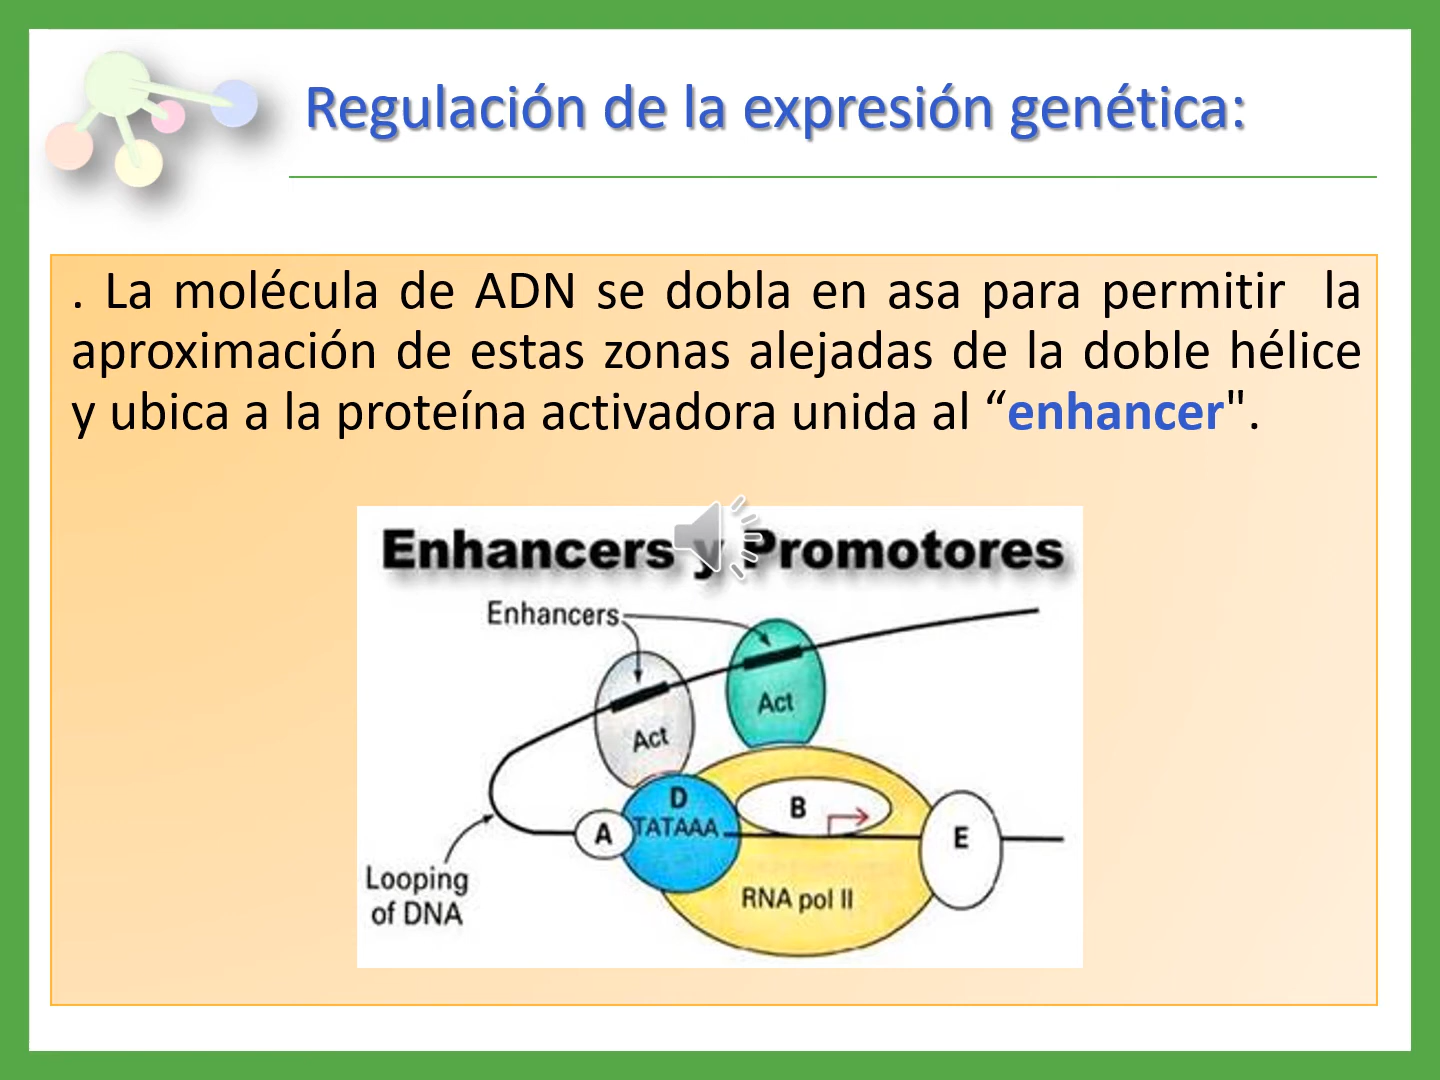 Regulación de la expresión genética:
. La molécula de ADN se dobla en asa para permitir la
aproximación de estas zonas alejadas de la doble hélice
y ubica a la proteína activadora unida al “enhancer".
Enhancers y Promotores
Enhancers
Act
Act
D
TATAAA
B
A
E
RNA pol II
Looping
of DNA